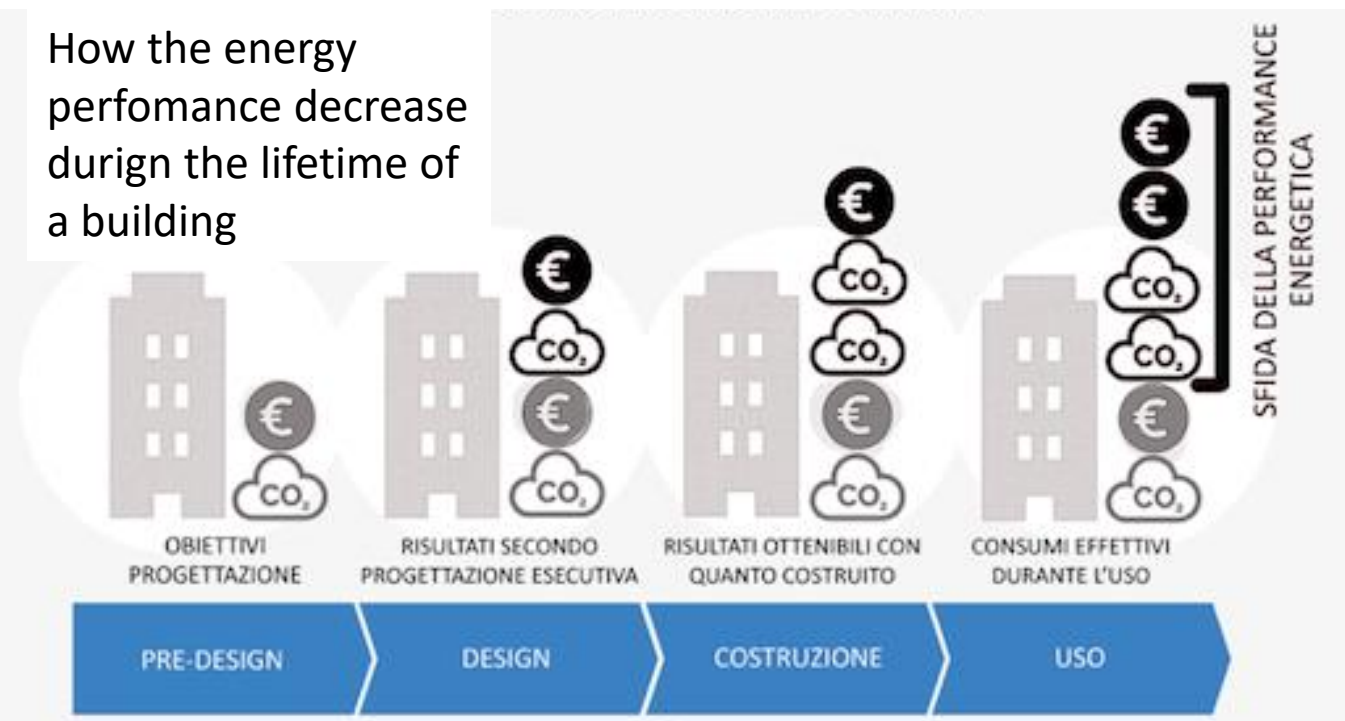 How the energy
perfomance decrease
durign the lifetime of
a building
€
CO₂
€
CO₂
€
CO₂
€
CO₂
CO₂
€
CO₂
€
€
CO₂
CO₂
€
CO₂
SFIDA DELLA PERFORMANCE
ENERGETICA
OBIETTIVI
PROGETTAZIONE
RISULTATI SECONDO
PROGETTAZIONE ESECUTIVA
RISULTATI OTTENIBILI CON
QUANTO COSTRUITO
CONSUMI EFFETTIVI
DURANTE L'USO
PRE-DESIGN
DESIGN
COSTRUZIONE
USO